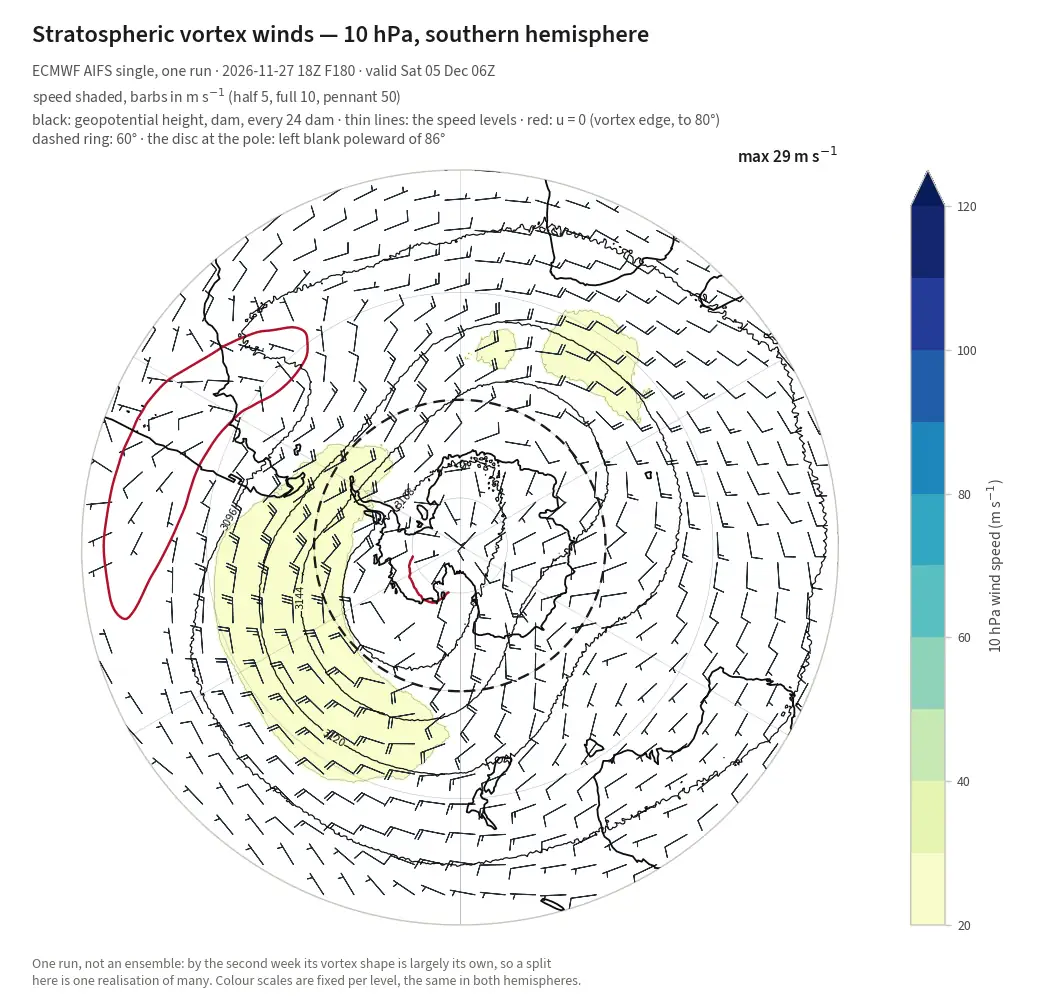 Stratospheric vortex winds — 10 hPa, southern hemisphere
ECMWF AIFS single, one run · 2026-11-27 18Z F180 · valid Sat 05 Dec 06Z
speed shaded, barbs in m s⁻¹ (half 5, full 10, pennant 50)
black: geopotential height, dam, every 24 dam · thin lines: the speed levels · red: u = 0 (vortex edge, to 80°)
dashed ring: 60° · the disc at the pole: left blank poleward of 86°
max 29 m s⁻¹
120
100
80
60
40
20
10 hPa wind speed (m s⁻¹)
3096
3144
One run, not an ensemble: by the second week its vortex shape is largely its own, so a split
here is one realisation of many. Colour scales are fixed per level, the same in both hemispheres.